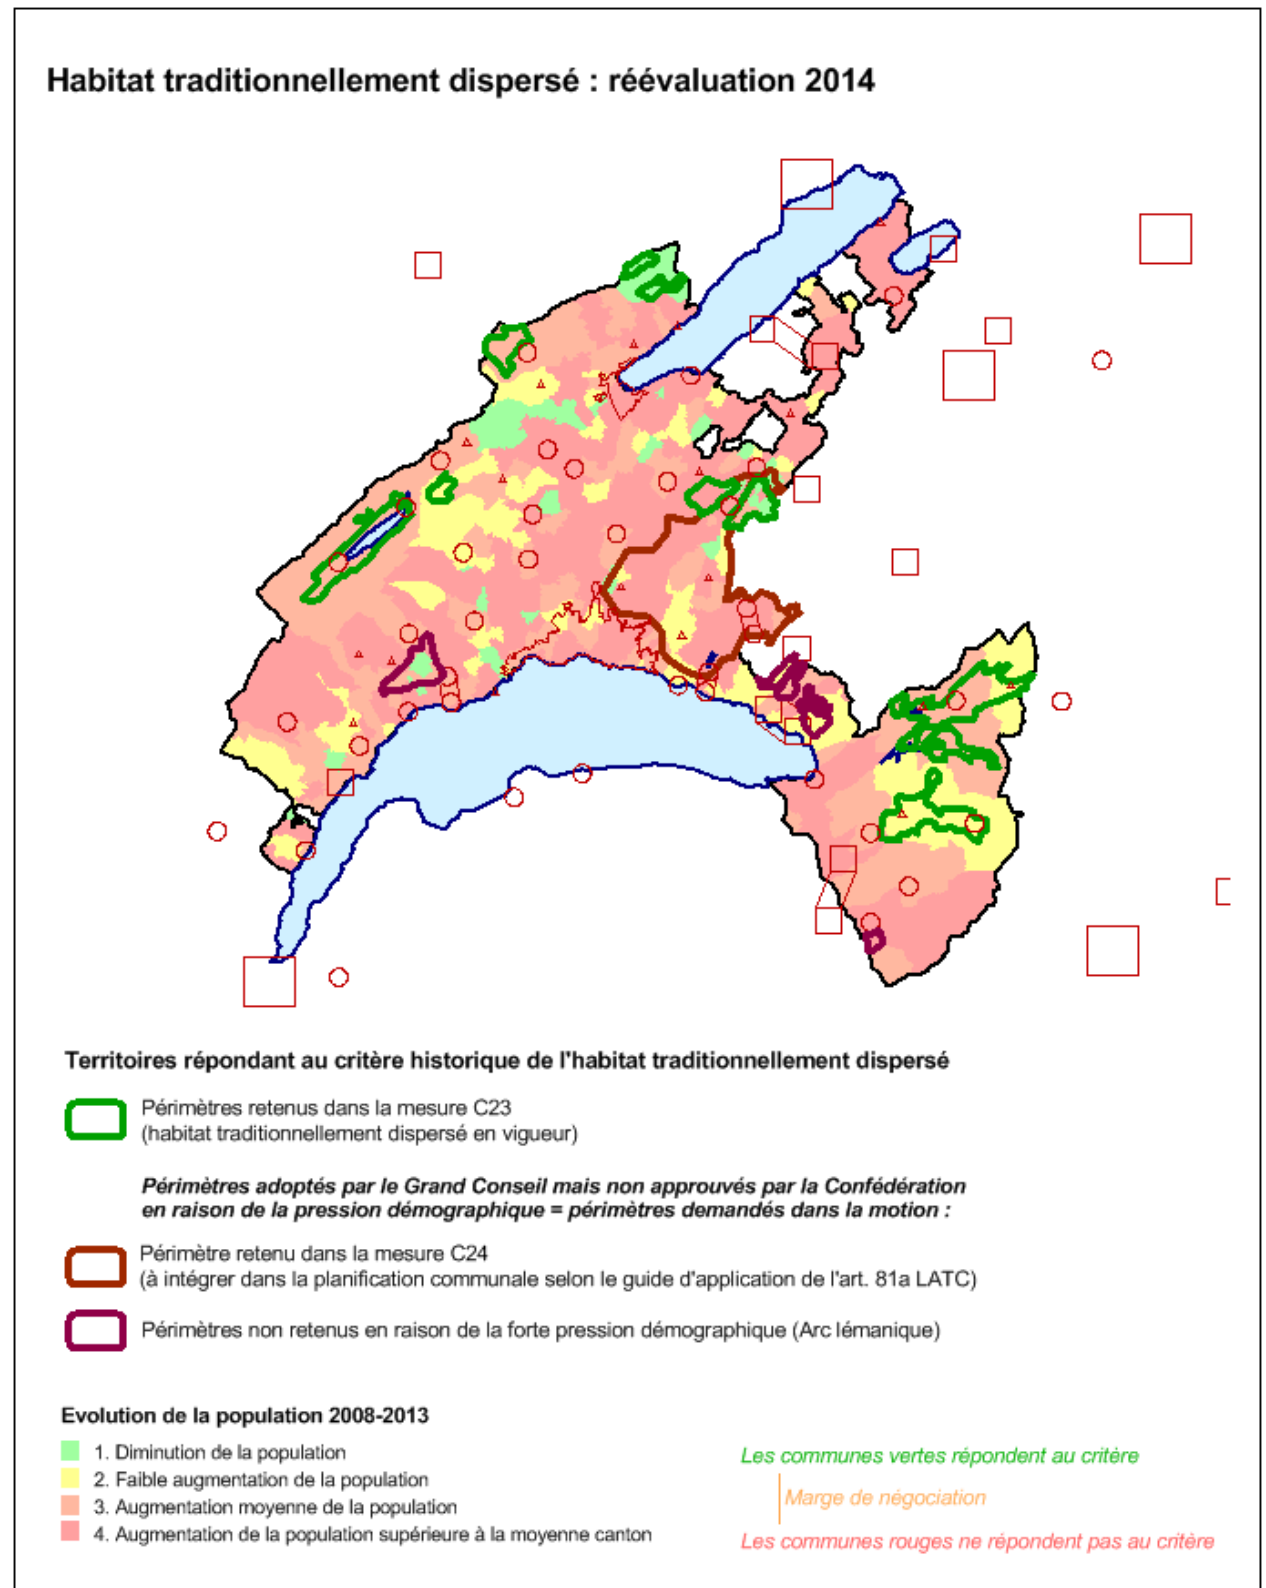 Habitat traditionnellement dispersé : réévaluation 2014
Territoires répondant au critère historique de l'habitat traditionnellement dispersé
Périmètres retenus dans la mesure C23
(habitat traditionnellement dispersé en vigueur)
Périmètres adoptés par le Grand Conseil mais non approuvés par la Confédération
en raison de la pression démographique = périmètres demandés dans la motion :
Périmètre retenu dans la mesure C24
(à intégrer dans la planification communale selon le guide d'application de l'art. 81a LATC)
Périmètres non retenus en raison de la forte pression démographique (Arc lémanique)
Evolution de la population 2008-2013
1. Diminution de la population
2. Faible augmentation de la population
3. Augmentation moyenne de la population
4. Augmentation de la population supérieure à la moyenne canton
Les communes vertes répondent au critère
Marge de négociation
Les communes rouges ne répondent pas au critère